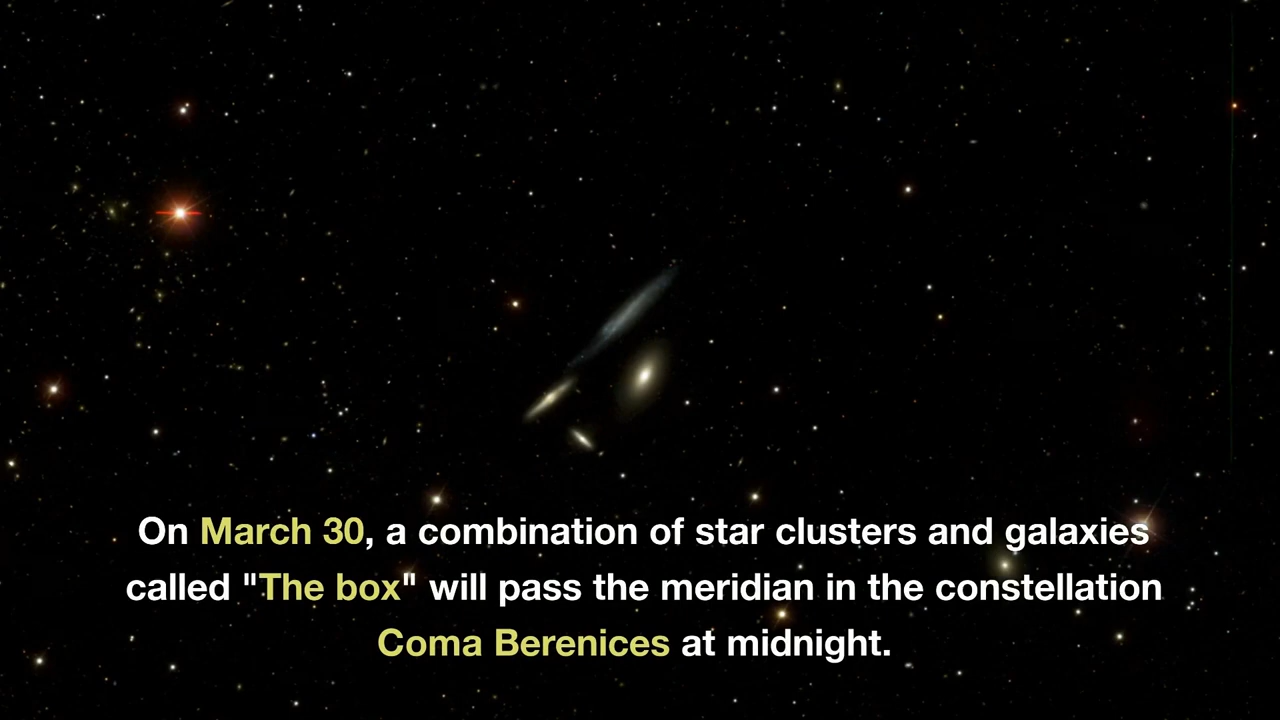 On March 30, a combination of star clusters and galaxies
called "The box" will pass the meridian in the constellation
Coma Berenices at midnight.